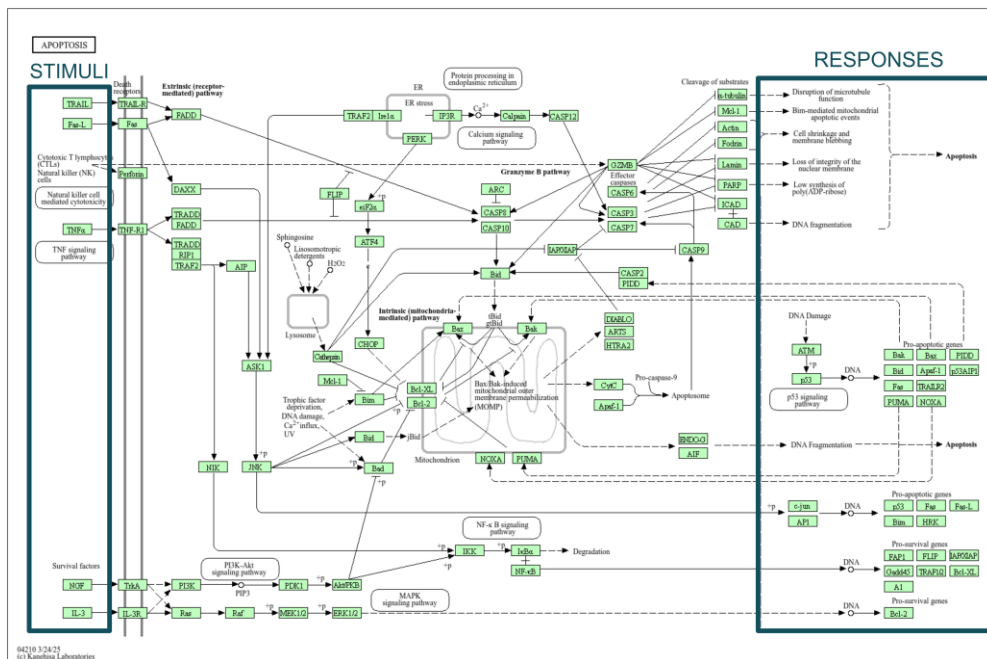 APOPTOSIS
STIMULI
RESPONSES
Death
receptors
Extrinsic (receptor-
mediated) pathway
TRAIL
TRAIL-R
FADD
Fas-L
Fas
Cytotoxic T lymphocytes
(CTLs)
Natural killer (NK)
cells
Perforin
Natural killer cell
mediated cytotoxicity
DAXX
TNFα
TNF-R1
TRADD
FADD
TNF signaling
pathway
TRADD
RIP1
TRAF2
AIP
ASK1
NIK
JNK
+p
ER
ER stress
TRAF2
Ire1α
IP3R
PERK
Protein processing in
endoplasmic reticulum
Ca2+
Calpain
CASP12
Calcium signaling
pathway
Granzyme B pathway
GZMB
Effector
caspases
CASP6
CASP3
CASP7
FLIP
+p
eIF2α
ATF4
CHOP
ARC
CASP8
CASP10
IAP/XIAP
CASP9
Bid
CASP2
PIDD
Sphingosine
Lisosomotropic
detergents
H2O2
Lysosome
Cathepsin
Intrinsic (mitochondria-
mediated) pathway
tBid
gtBid
Bax
Bak
DIABLO
ARTS
HTRA2
Mcl-1
Bim
+p
Bcl-XL
Bcl-2
Bax/Bak-induced
mitochondrial outer
membrane permeabilization
(MOMP)
CytC
Apaf-1
Pro-caspase-9
Apoptosome
Trophic factor
deprivation,
DNA damage,
Ca2+ influx,
UV
Bid
jBid
+p
Bad
+p
Mitochondrion
NOXA
PUMA
ENDO-G
AIF
DNA Fragmentation
Apoptosis
Cleavage of substrates
α-tubulin
Mcl-1
Actin
Fodrin
Lamin
PARP
ICAD
CAD
Disruption of microtubule
function
Bim-mediated mitochondrial
apoptotic events
Cell shrinkage and
membrane blebbing
Loss of integrity of the
nuclear membrane
Low synthesis of
poly(ADP-ribose)
DNA fragmentation
Apoptosis
DNA Damage
ATM
+p
p53
DNA
p53 signaling
pathway
Pro-apoptotic genes
Bak
Bax
PIDD
Bid
Apaf-1
p53AIP1
Fas
TRAILR2
PUMA
NOXA
+p
c-jun
AP1
DNA
Pro-apoptotic genes
p53
Fas
Fas-L
Bim
HRK
NF-κ B signaling
pathway
+p
+p
IKK
+p
IκBα
NF-κB
Degradation
DNA
Pro-survival genes
FAP1
FLIP
IAP/XIAP
Gadd45
TRAF1/2
Bcl-XL
A1
Survival factors
NGF
TrkA
PI3K
PIP3
PI3K-Akt
signaling pathway
+p
PDK1
+p
Akt/PKB
IL-3
IL-3R
Ras
Raf
+p
MEK1/2
+p
ERK1/2
MAPK
signaling pathway
DNA
Pro-survival genes
Bcl-2
04210 3/24/25
(c) Kanehisa Laboratories